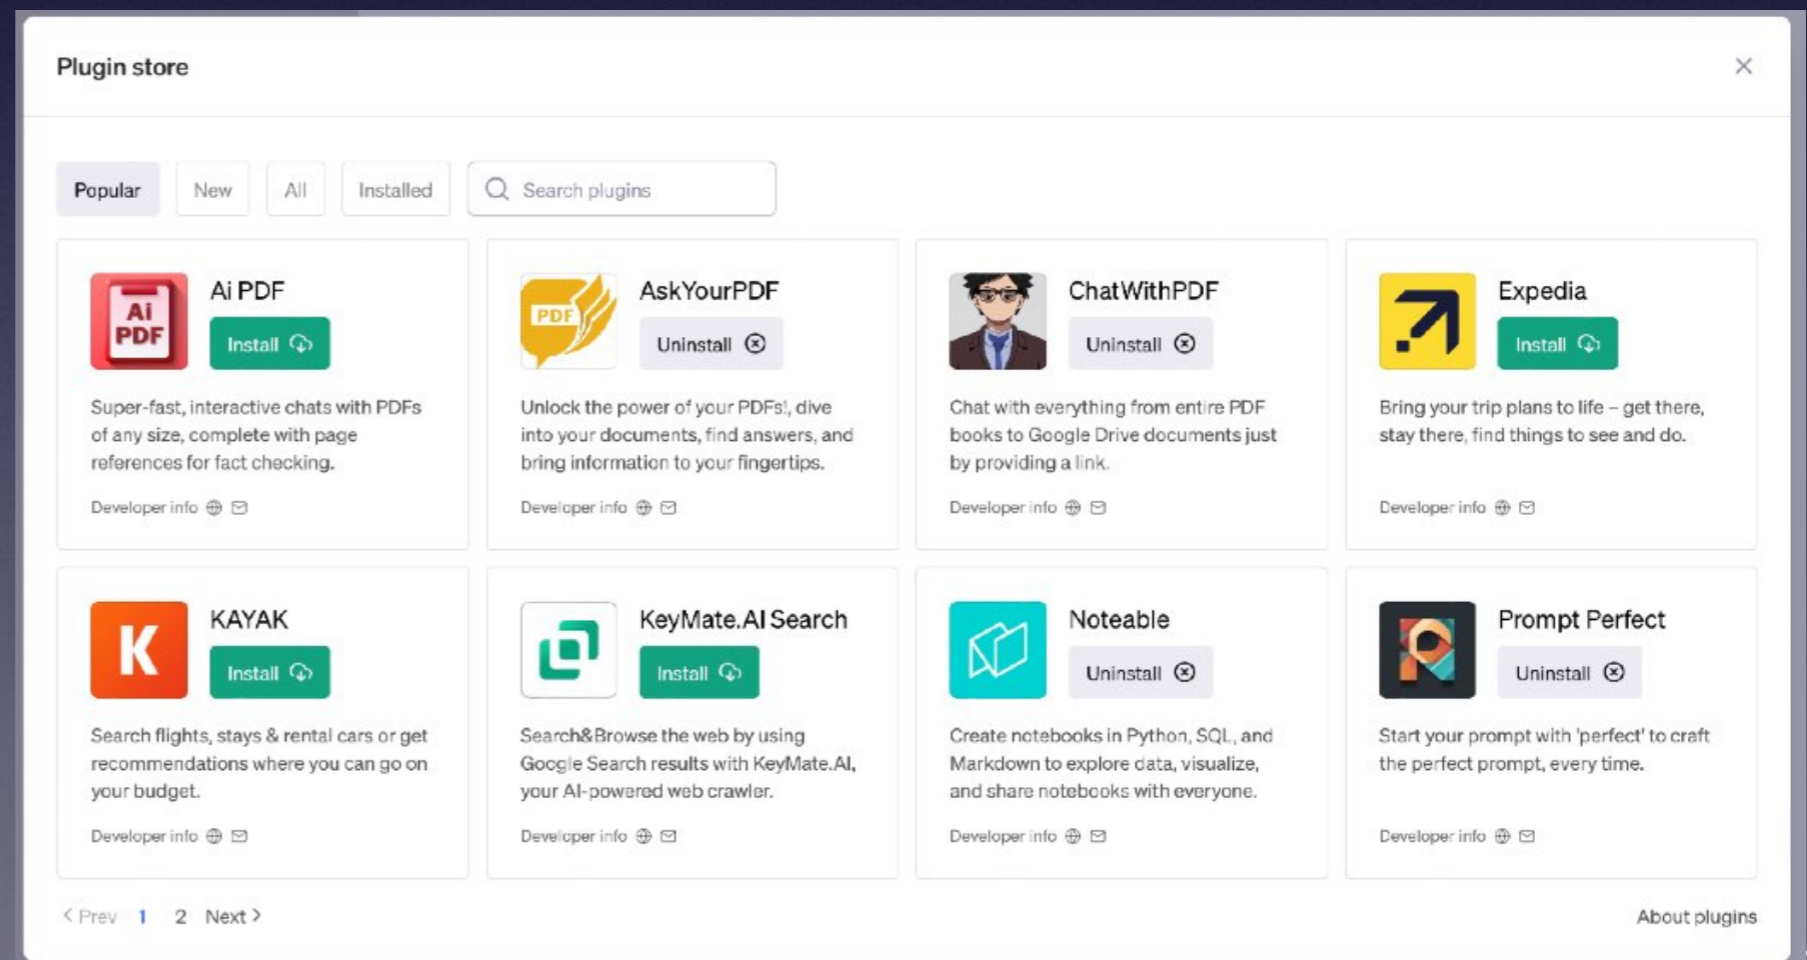 Plugin store
Popular New All Installed Search plugins
Ai PDF
Ai PDF
Install
Super-fast, interactive chats with PDFs
of any size, complete with page
references for fact checking.
Developer info
PDF
AskYourPDF
Uninstall
Unlock the power of your PDFs!, dive
into your documents, find answers, and
bring information to your fingertips.
Developer info
ChatWithPDF
Uninstall
Chat with everything from entire PDF
books to Google Drive documents just
by providing a link.
Developer info
Expedia
Install
Bring your trip plans to life – get there,
stay there, find things to see and do.
Developer info
K
KAYAK
Install
Search flights, stays & rental cars or get
recommendations where you can go on
your budget.
Developer info
KeyMate.AI Search
Install
Search&Browse the web by using
Google Search results with KeyMate.AI,
your AI-powered web crawler.
Developer info
Noteable
Uninstall
Create notebooks in Python, SQL, and
Markdown to explore data, visualize,
and share notebooks with everyone.
Developer info
Prompt Perfect
Uninstall
Start your prompt with 'perfect' to craft
the perfect prompt, every time.
Developer info
Prev 1 2 Next
About plugins